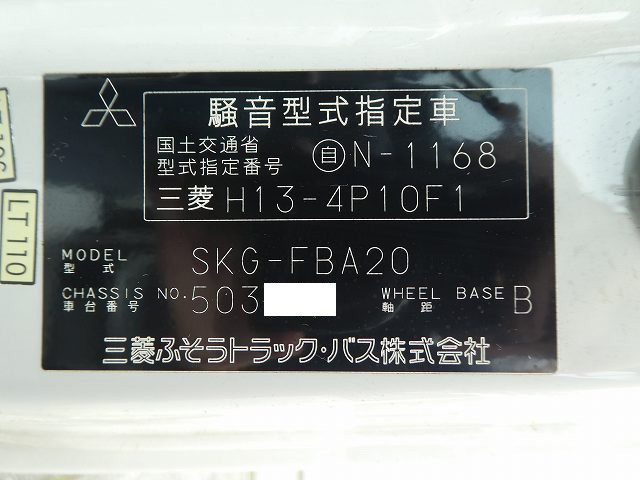 騒音型式指定車
国土交通省
型式指定番号 自N-1168
三菱 H13-4P10F1
MODEL
型式 SKG-FBA20
CHASSIS NO.
車台番号 503
WHEEL BASE
軸距 B
三菱ふそうトラック・バス株式会社
LT 110